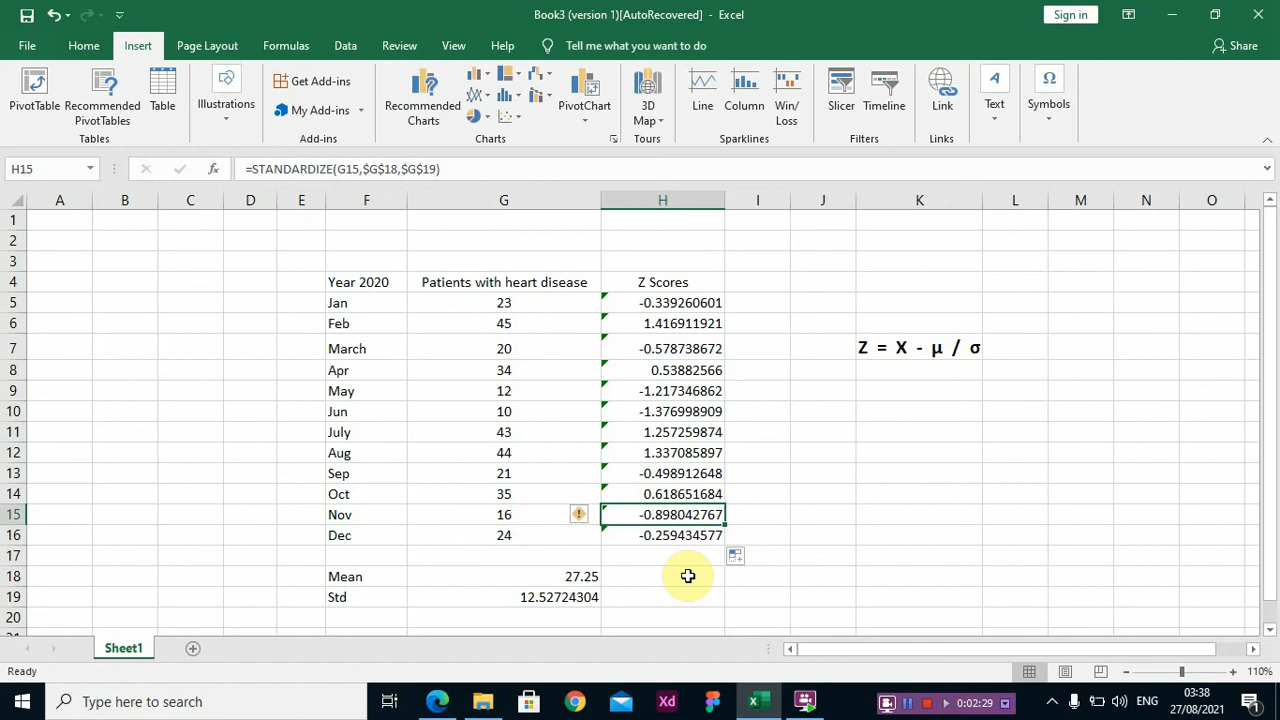 Book3 (version 1)[AutoRecovered] - Excel
Sign in
File Home Insert Page Layout Formulas Data Review View Help Tell me what you want to do Share
PivotTable Recommended PivotTables Table
Tables
Illustrations
Get Add-ins
My Add-ins
Add-ins
Recommended Charts
PivotChart
Charts
3D Map
Tours
Line Column Win/Loss
Sparklines
Slicer Timeline
Filters
Link
Links
Text
Symbols
H15 fx =STANDARDIZE(G15,$G$18,$G$19)
A B C D E F G H I J K L M N O
1
2
3
4 Year 2020 Patients with heart disease Z Scores
5 Jan 23 -0.339260601
6 Feb 45 1.416911921
7 March 20 -0.578738672 Z = X - μ / σ
8 Apr 34 0.53882566
9 May 12 -1.217346862
10 Jun 10 -1.376998909
11 July 43 1.257259874
12 Aug 44 1.337085897
13 Sep 21 -0.498912648
14 Oct 35 0.618651684
15 Nov 16 -0.898042767
16 Dec 24 -0.259434577
17
18 Mean 27.25
19 Std 12.52724304
20
21
Sheet1
Ready 110%
Type here to search
Xd
0:02:29
ENG
03:38
27/08/2021
1